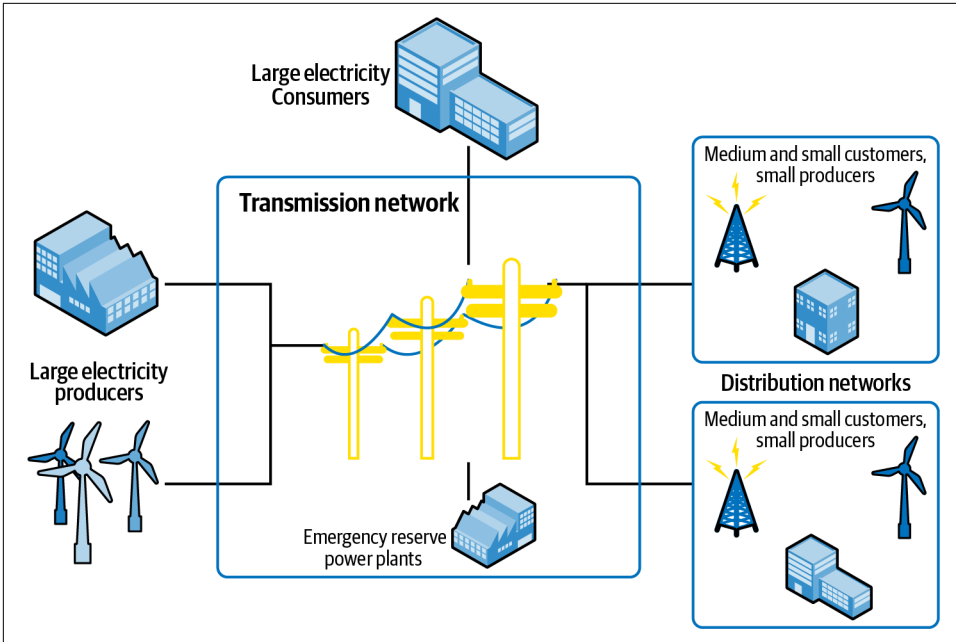 Large electricity
Consumers
Transmission network
Large electricity
producers
Emergency reserve
power plants
Medium and small customers,
small producers
Distribution networks
Medium and small customers,
small producers